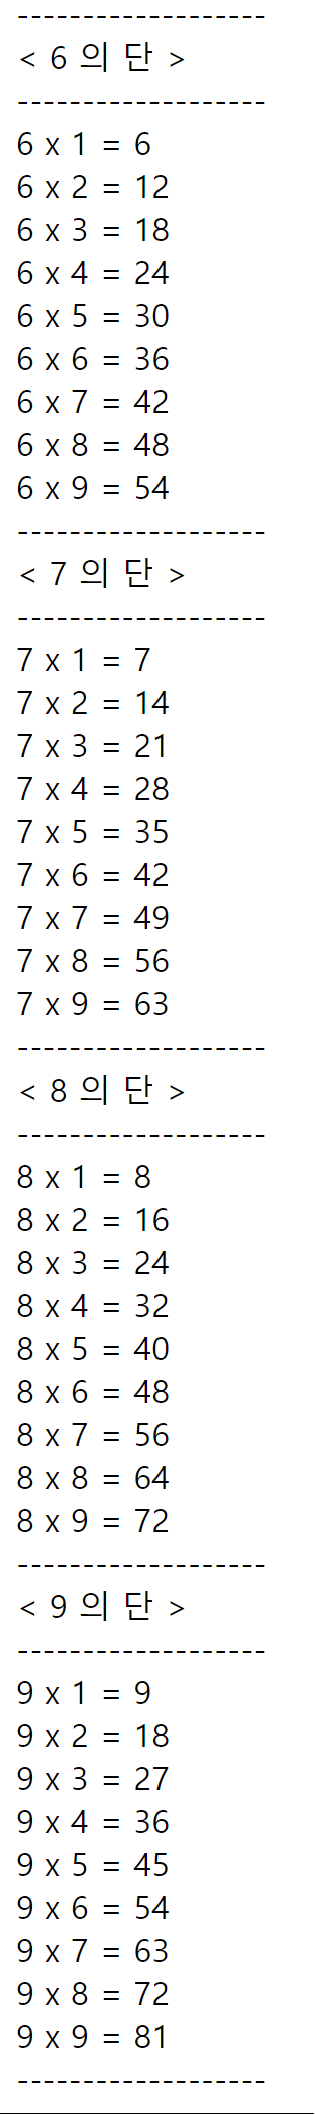 -------------------
< 6 의 단 >
-------------------
6 x 1 = 6
6 x 2 = 12
6 x 3 = 18
6 x 4 = 24
6 x 5 = 30
6 x 6 = 36
6 x 7 = 42
6 x 8 = 48
6 x 9 = 54
-------------------
< 7 의 단 >
-------------------
7 x 1 = 7
7 x 2 = 14
7 x 3 = 21
7 x 4 = 28
7 x 5 = 35
7 x 6 = 42
7 x 7 = 49
7 x 8 = 56
7 x 9 = 63
-------------------
< 8 의 단 >
-------------------
8 x 1 = 8
8 x 2 = 16
8 x 3 = 24
8 x 4 = 32
8 x 5 = 40
8 x 6 = 48
8 x 7 = 56
8 x 8 = 64
8 x 9 = 72
-------------------
< 9 의 단 >
-------------------
9 x 1 = 9
9 x 2 = 18
9 x 3 = 27
9 x 4 = 36
9 x 5 = 45
9 x 6 = 54
9 x 7 = 63
9 x 8 = 72
9 x 9 = 81
-------------------